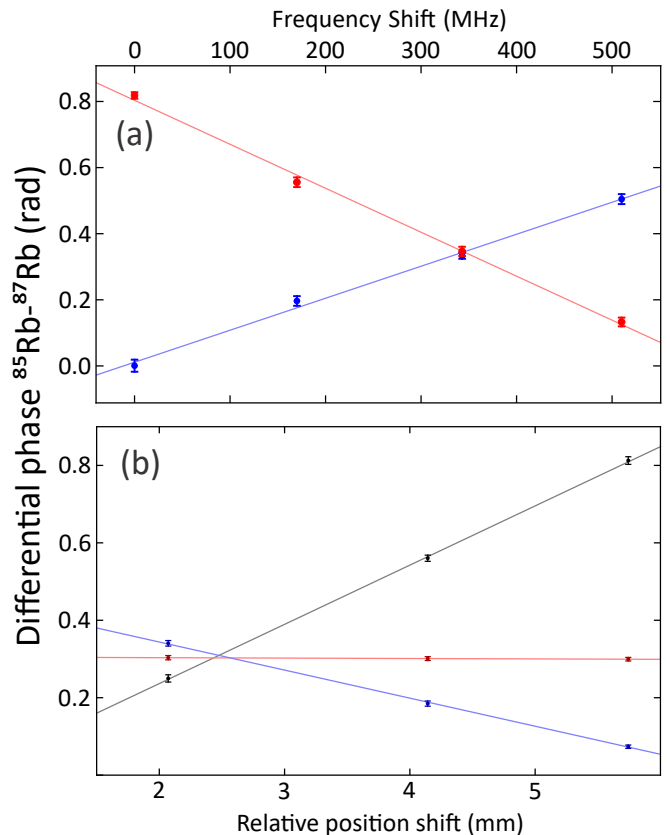 Frequency Shift (MHz)
0 100 200 300 400 500
Differential phase ⁸⁵Rb-⁸⁷Rb (rad)
(a)
0.8
0.6
0.4
0.2
0.0
(b)
0.8
0.6
0.4
0.2
2 3 4 5
Relative position shift (mm)